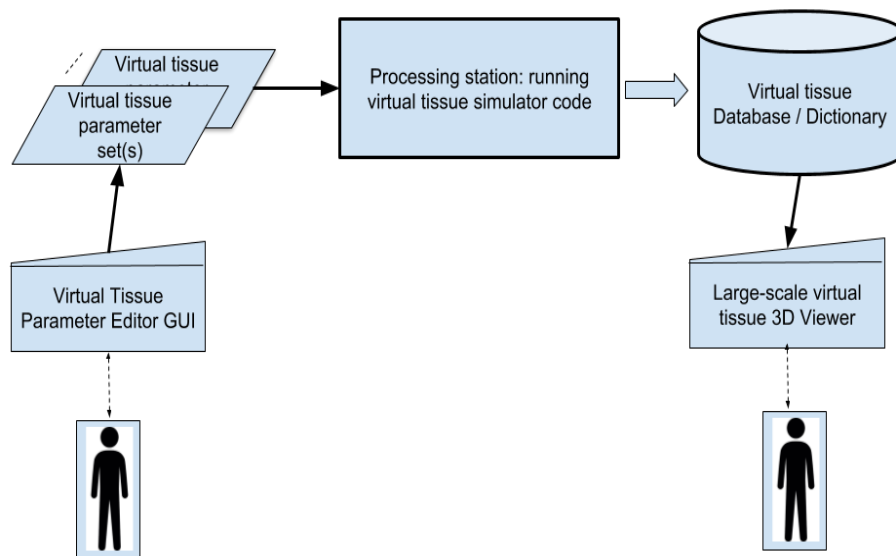 Virtual tissue
Virtual tissue
parameter
set(s)
Processing station: running
virtual tissue simulator code
Virtual tissue
Database / Dictionary
Virtual Tissue
Parameter Editor GUI
Large-scale virtual
tissue 3D Viewer